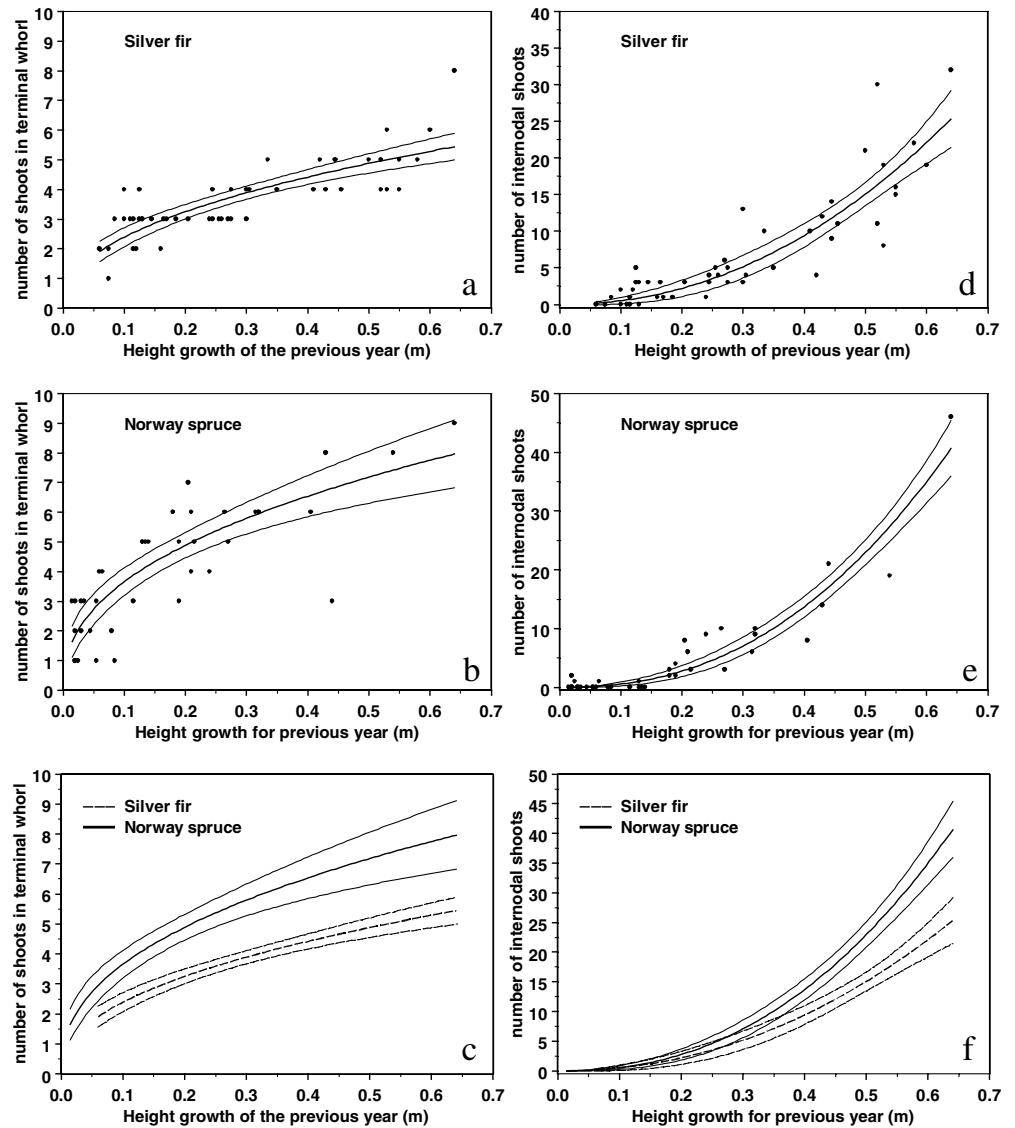 number of shoots in terminal whorl
10
9
8
7
6
5
4
3
2
1
0
Silver fir
a
0.0 0.1 0.2 0.3 0.4 0.5 0.6 0.7
Height growth of the previous year (m)
number of internodal shoots
40
35
30
25
20
15
10
5
0
Silver fir
d
0.0 0.1 0.2 0.3 0.4 0.5 0.6 0.7
Height growth of previous year (m)
number of shoots in terminal whorl
10
9
8
7
6
5
4
3
2
1
0
Norway spruce
b
0.0 0.1 0.2 0.3 0.4 0.5 0.6 0.7
Height growth for previous year (m)
number of internodal shoots
50
40
30
20
10
0
Norway spruce
e
0.0 0.1 0.2 0.3 0.4 0.5 0.6 0.7
Height growth for previous year (m)
number of shoots in terminal whorl
10
9
8
7
6
5
4
3
2
1
0
Silver fir
Norway spruce
c
0.0 0.1 0.2 0.3 0.4 0.5 0.6 0.7
Height growth of the previous year (m)
number of internodal shoots
50
45
40
35
30
25
20
15
10
5
0
Silver fir
Norway spruce
f
0.0 0.1 0.2 0.3 0.4 0.5 0.6 0.7
Height growth for previous year (m)